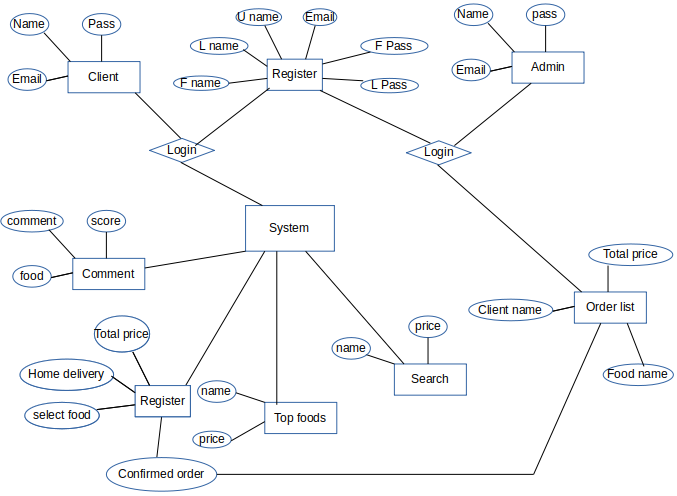 U name
Email
Name
Pass
Name
pass
L name
F Pass
Email
Client
Register
Email
Admin
F name
L Pass
Login
Login
comment
score
System
food
Comment
Total price
Client name
Order list
Total price
name
price
Home delivery
Search
Food name
select food
Register
name
Top foods
price
Confirmed order